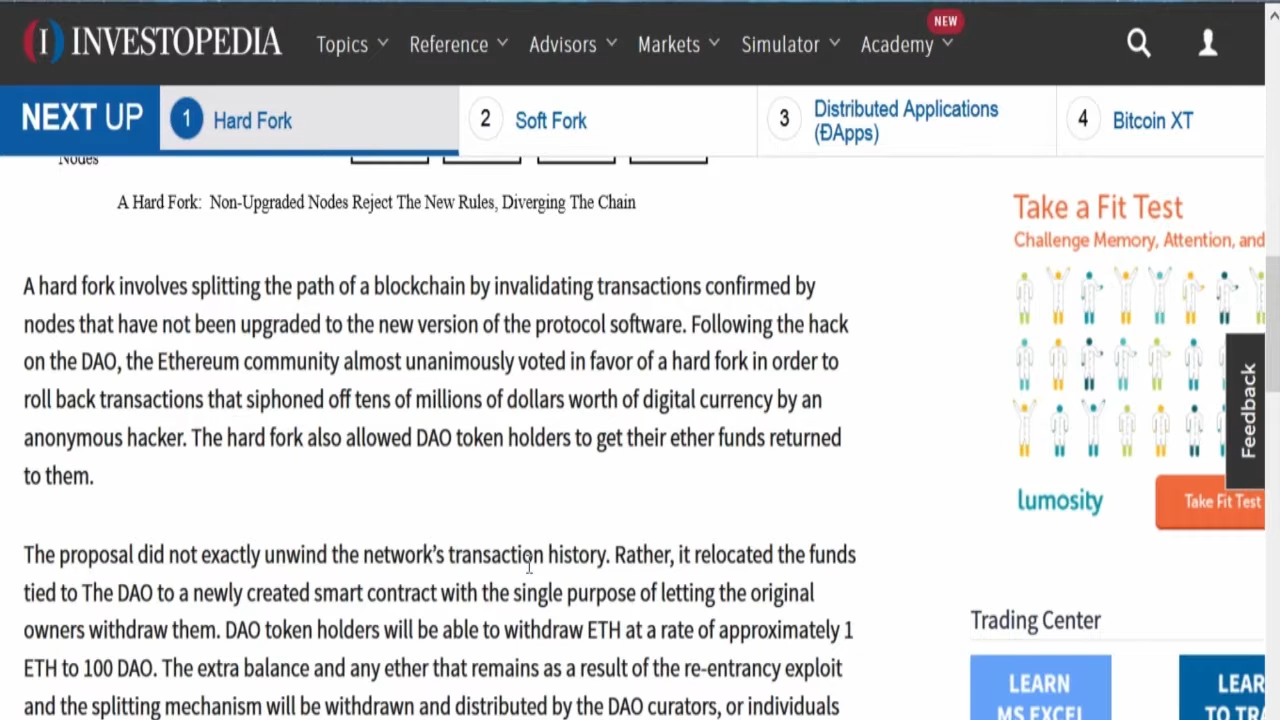 INVESTOPEDIA
Topics Reference Advisors Markets Simulator Academy NEW
NEXT UP
1 Hard Fork
2 Soft Fork
3 Distributed Applications
(ĐApps)
4 Bitcoin XT
Nodes
A Hard Fork: Non-Upgraded Nodes Reject The New Rules, Diverging The Chain
A hard fork involves splitting the path of a blockchain by invalidating transactions confirmed by
nodes that have not been upgraded to the new version of the protocol software. Following the hack
on the DAO, the Ethereum community almost unanimously voted in favor of a hard fork in order to
roll back transactions that siphoned off tens of millions of dollars worth of digital currency by an
anonymous hacker. The hard fork also allowed DAO token holders to get their ether funds returned
to them.
The proposal did not exactly unwind the network's transaction history. Rather, it relocated the funds
tied to The DAO to a newly created smart contract with the single purpose of letting the original
owners withdraw them. DAO token holders will be able to withdraw ETH at a rate of approximately 1
ETH to 100 DAO. The extra balance and any ether that remains as a result of the re-entrancy exploit
and the splitting mechanism will be withdrawn and distributed by the DAO curators, or individuals
Take a Fit Test
Challenge Memory, Attention, and
lumosity
Take Fit Test
Feedback
Trading Center
LEARN
MS EXCEL
LEAR
TO TRA